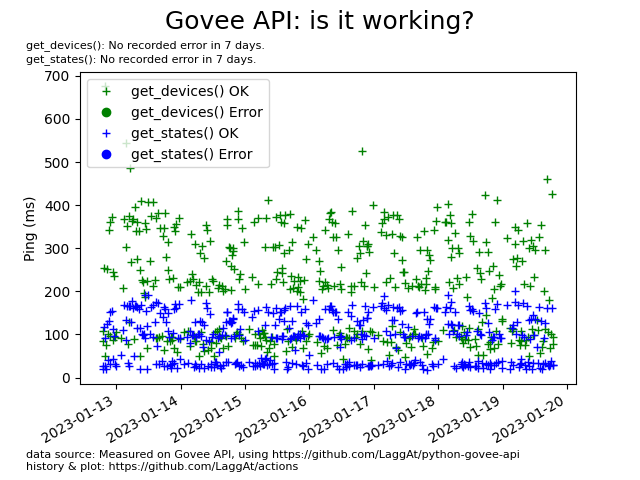 Govee API: is it working?
get_devices(): No recorded error in 7 days.
get_states(): No recorded error in 7 days.
get_devices() OK
get_devices() Error
get_states() OK
get_states() Error
Ping (ms)
700
600
500
400
300
200
100
0
2023-01-13
2023-01-14
2023-01-15
2023-01-16
2023-01-17
2023-01-18
2023-01-19
2023-01-20
data source: Measured on Govee API, using https://github.com/LaggAt/python-govee-api
history & plot: https://github.com/LaggAt/actions